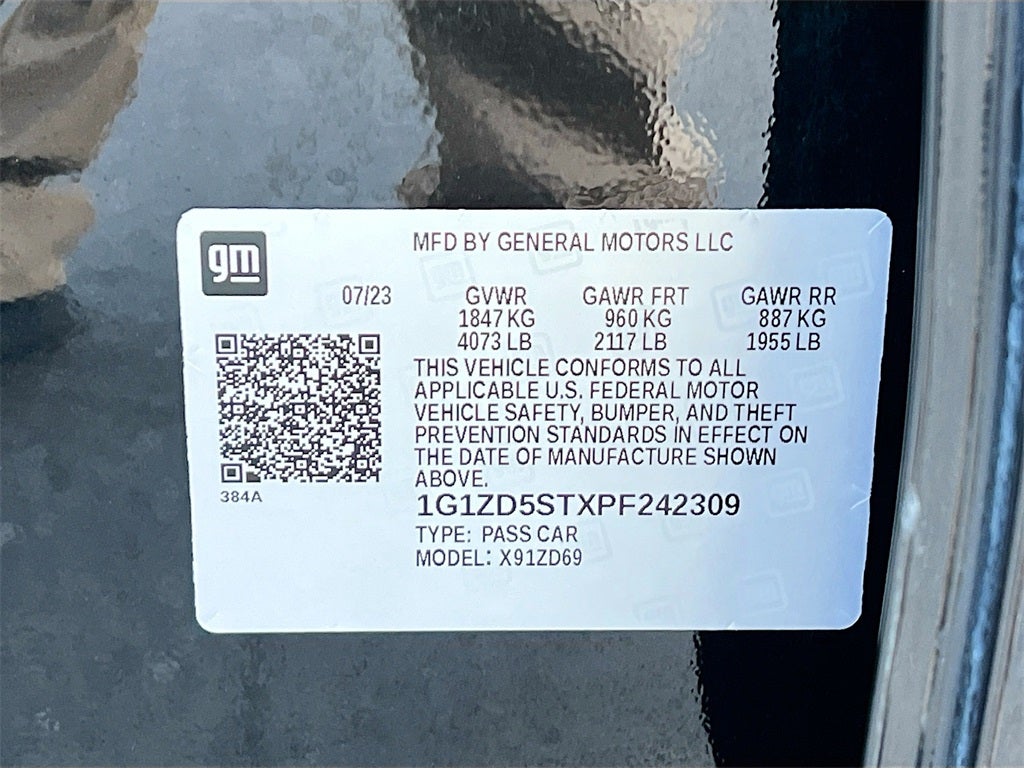 gm
MFD BY GENERAL MOTORS LLC
07/23 GVWR GAWR FRT GAWR RR
1847 KG 960 KG 887 KG
4073 LB 2117 LB 1955 LB
THIS VEHICLE CONFORMS TO ALL
APPLICABLE U.S. FEDERAL MOTOR
VEHICLE SAFETY, BUMPER, AND THEFT
PREVENTION STANDARDS IN EFFECT ON
THE DATE OF MANUFACTURE SHOWN
ABOVE.
384A
1G1ZD5STXPF242309
TYPE: PASS CAR
MODEL: X91ZD69